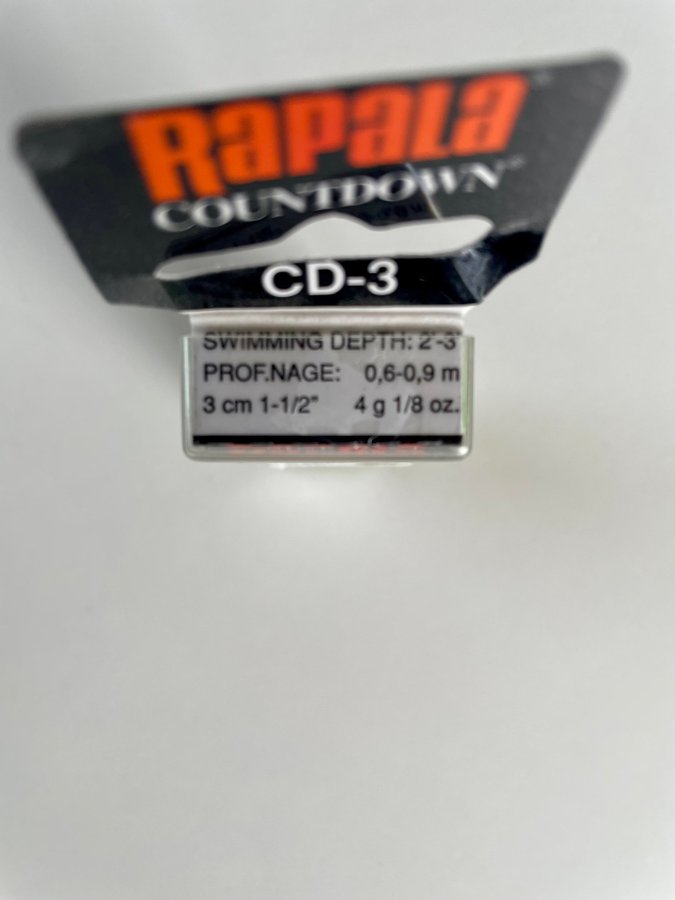 RAPALA
COUNTDOWN™
CD-3
SWIMMING DEPTH: 2'-3'
PROF.NAGE: 0,6-0,9 m
3 cm 1-1/2" 4 g 1/8 oz.